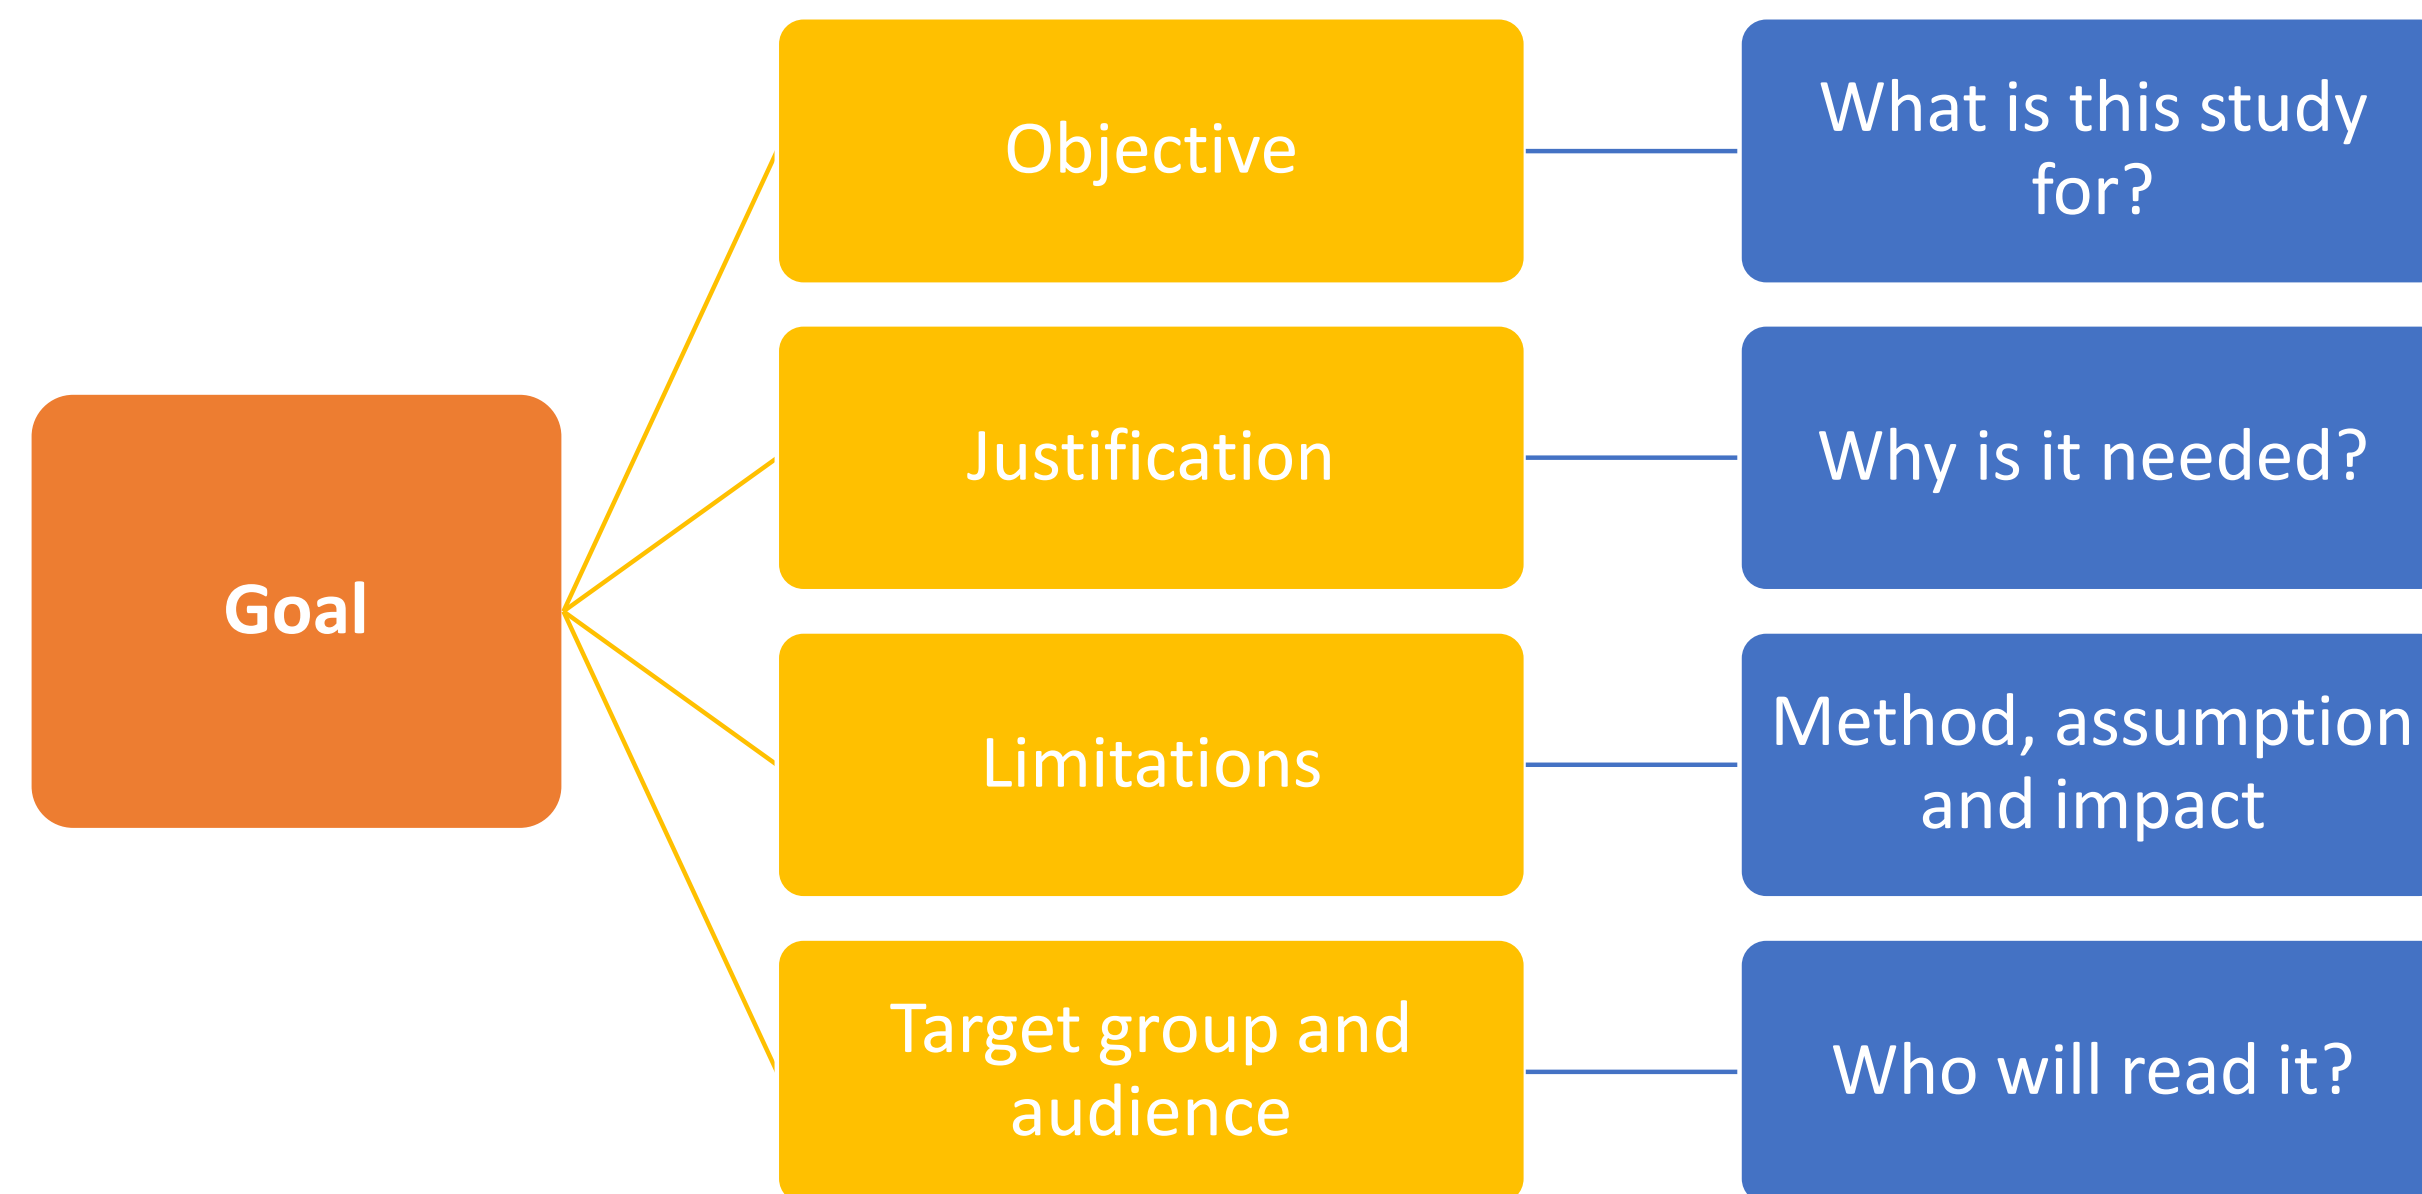 Goal
Objective
What is this study
for?
Justification
Why is it needed?
Limitations
Method, assumption
and impact
Target group and
audience
Who will read it?